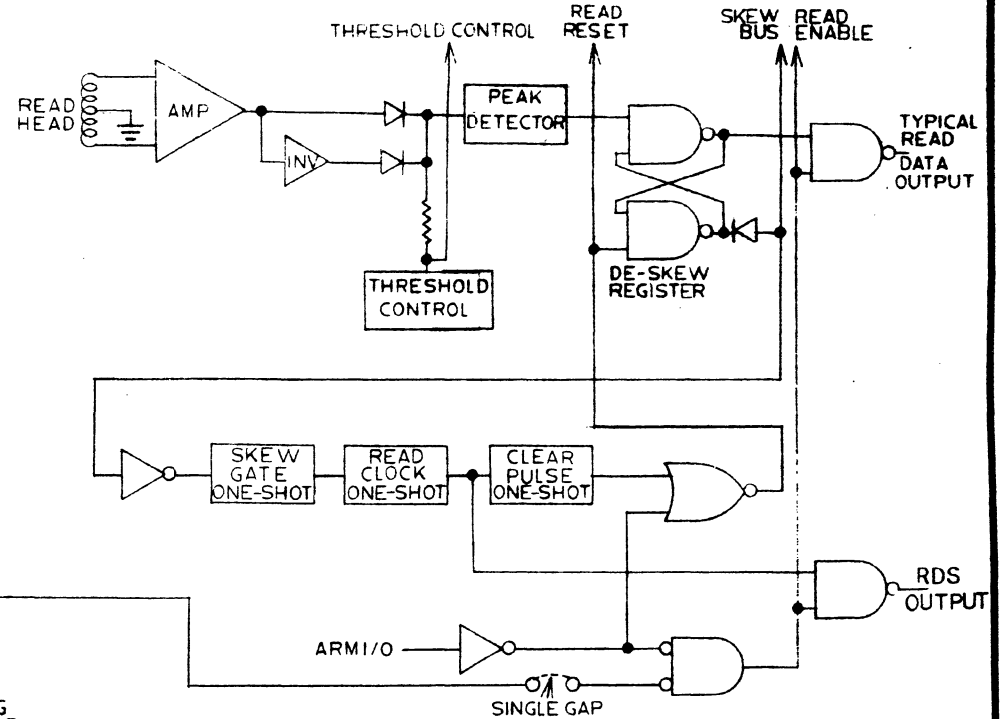 READ
RESET
SKEW
BUS
READ
ENABLE
THRESHOLD CONTROL
READ
HEAD
AMP
INV
PEAK
DETECTOR
TYPICAL
READ
DATA
OUTPUT
THRESHOLD
CONTROL
DE-SKEW
REGISTER
SKEW
GATE
ONE-SHOT
READ
CLOCK
ONE-SHOT
CLEAR
PULSE
ONE-SHOT
RDS
OUTPUT
ARM I/O
SINGLE GAP
G